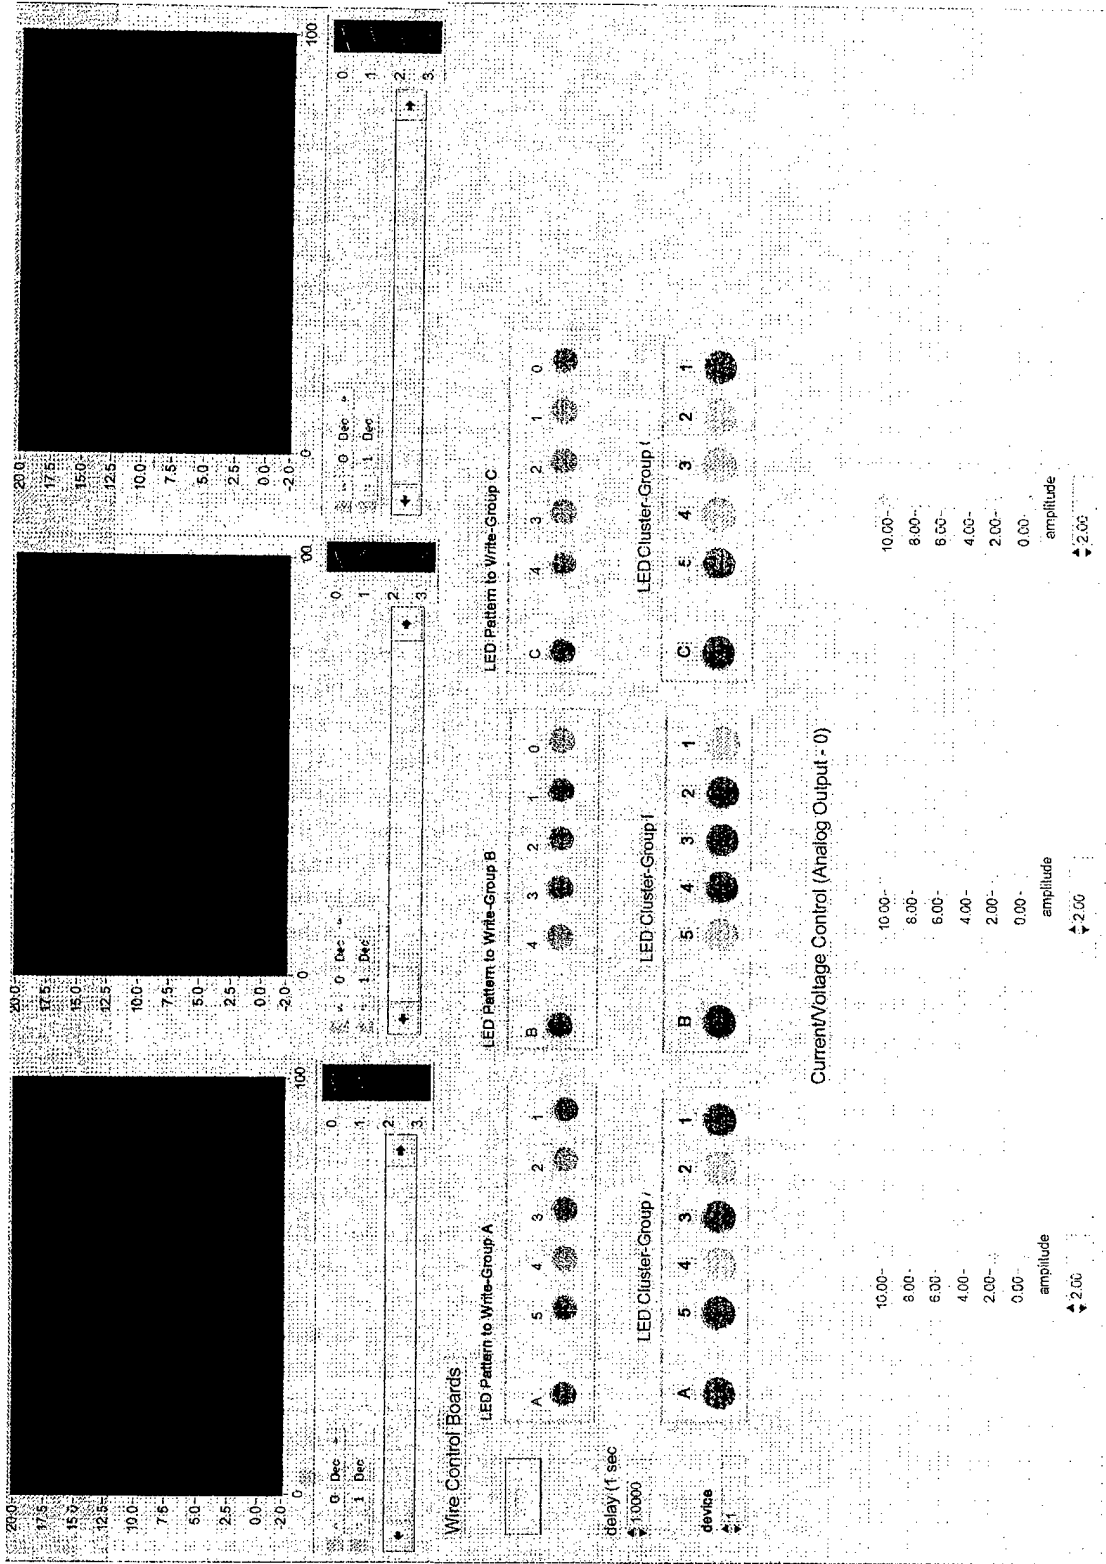 20.0- 20.0- 20.0-
17.5- 17.5- 17.5-
15.0- 15.0- 15.0-
12.5- 12.5- 12.5-
10.0- 10.0- 10.0-
7.5- 7.5- 7.5-
5.0- 5.0- 5.0-
2.5- 2.5- 2.5-
0.0- 0.0- 0.0-
-2.0- -2.0- -2.0-
0 100 0 00 0 100
0 Dec 0. 0 Dec 0. 0 Dec 0.
1 Dec 1. 1 Dec 1. 1 Dec 1.
2. 2. 2.
3. 3. 3.
Wire Control Boards
LED Pattern to Write-Group A LED Pattern to Write-Group B LED Pattern to Write-Group C
A 5 4 3 2 1 B 4 3 2 1 0 C 4 3 2 1 0
delay (1 sec
1.0000
LED Cluster-Group LED Cluster-Group LED Cluster-Group
device
1
A 5 4 3 2 1 B 5 4 3 2 1 C 5 4 3 2 1
Current/Voltage Control (Analog Output - 0)
10.00- 10.00- 10.00-
8.00- 8.00- 8.00-
6.00- 6.00- 6.00-
4.00- 4.00- 4.00-
2.00- 2.00- 2.00-
0.00- 0.00- 0.00-
amplitude amplitude amplitude
2.00 2.00 2.00